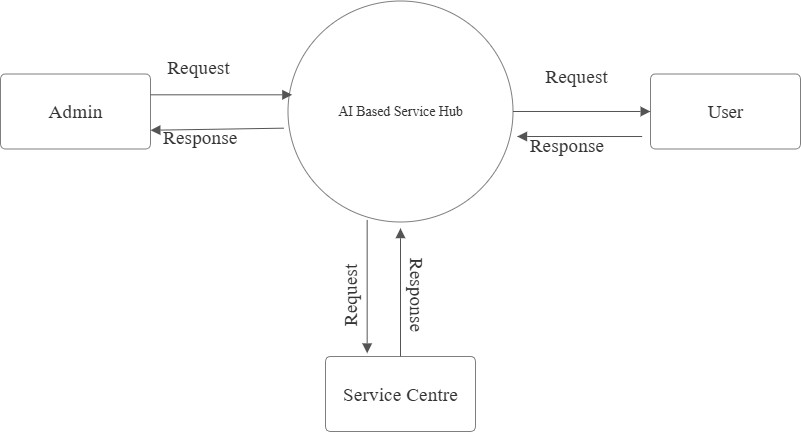 Request
Request
AI Based Service Hub
Admin
User
Response
Response
Request
Response
Service Centre